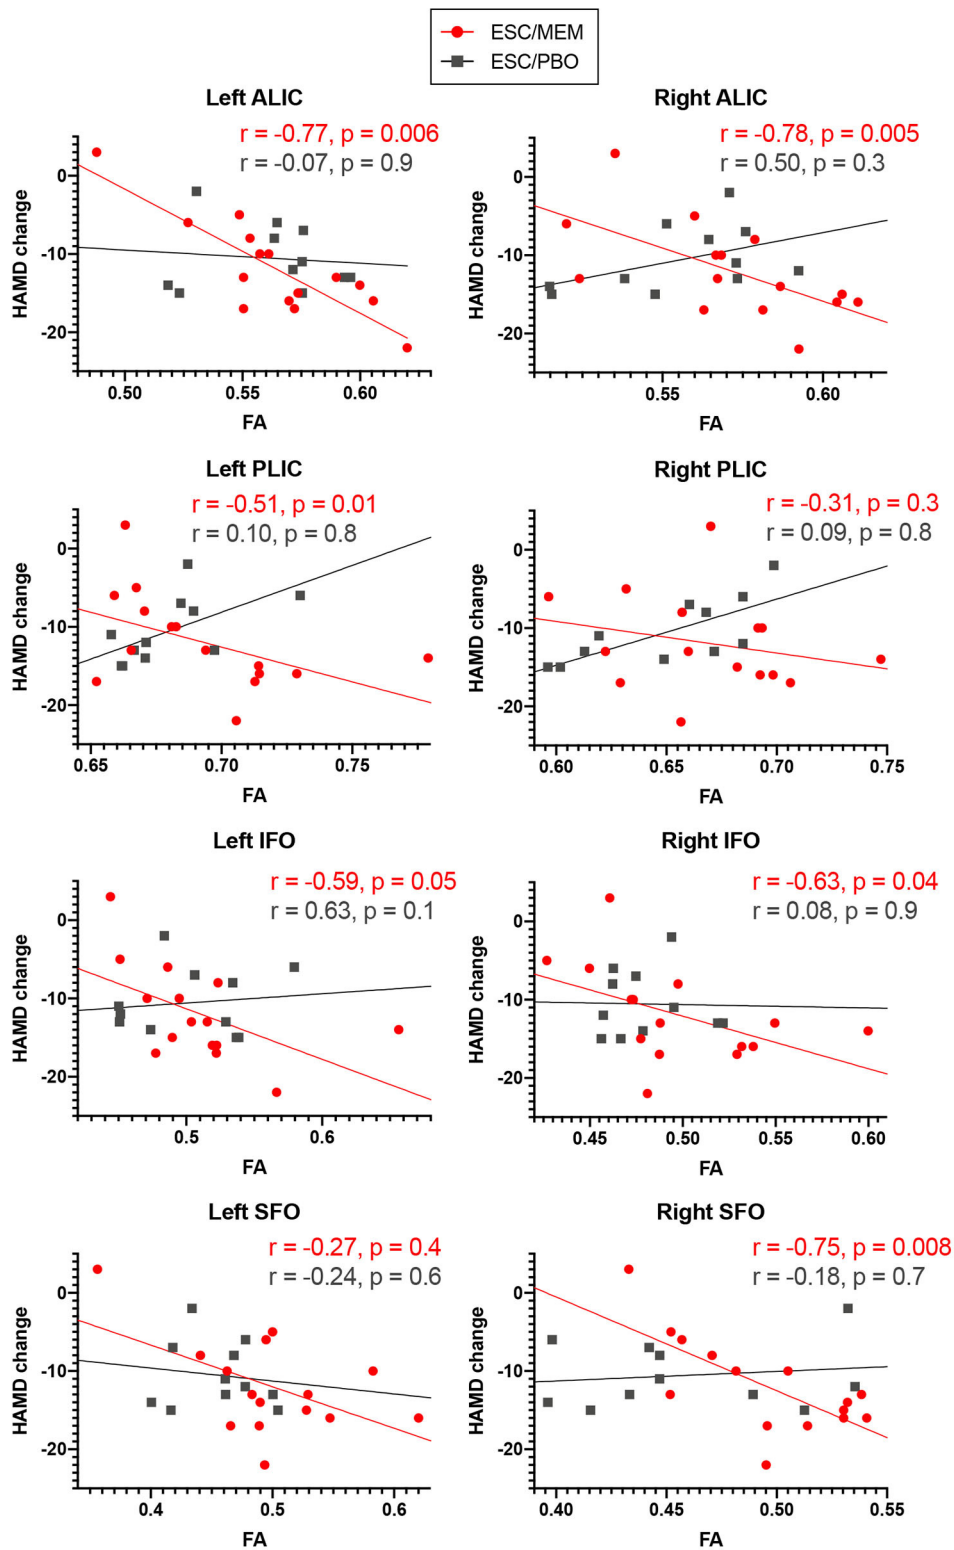 ESC/MEM
ESC/PBO
Left ALIC
r = -0.77, p = 0.006
r = -0.07, p = 0.9
HAMD change
0
-10
-20
0.50 0.55 0.60
FA
Right ALIC
r = -0.78, p = 0.005
r = 0.50, p = 0.3
HAMD change
0
-10
-20
0.55 0.60
FA
Left PLIC
r = -0.51, p = 0.01
r = 0.10, p = 0.8
HAMD change
0
-10
-20
0.65 0.70 0.75
FA
Right PLIC
r = -0.31, p = 0.3
r = 0.09, p = 0.8
HAMD change
0
-10
-20
0.60 0.65 0.70 0.75
FA
Left IFO
r = -0.59, p = 0.05
r = 0.63, p = 0.1
HAMD change
0
-10
-20
0.5 0.6
FA
Right IFO
r = -0.63, p = 0.04
r = 0.08, p = 0.9
HAMD change
0
-10
-20
0.45 0.50 0.55 0.60
FA
Left SFO
r = -0.27, p = 0.4
r = -0.24, p = 0.6
HAMD change
0
-10
-20
0.4 0.5 0.6
FA
Right SFO
r = -0.75, p = 0.008
r = -0.18, p = 0.7
HAMD change
0
-10
-20
0.40 0.45 0.50 0.55
FA